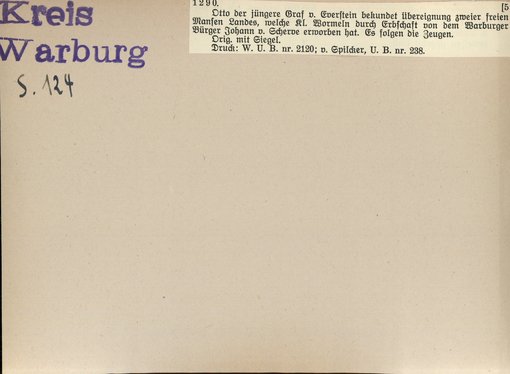 Kreis
Warburg
S. 124
1290. [5
Otto der jüngere Graf v. Everstein bekundet Übereignung zweier freien
Mansen Landes, welche Kl. Wormeln durch Erbschaft von dem Warburger
Bürger Johann v. Scherve erworben hat. Es folgen die Zeugen.
Orig. mit Siegel.
Druck: W. U. B. nr. 2120; v. Spilcker, U. B. nr. 238.